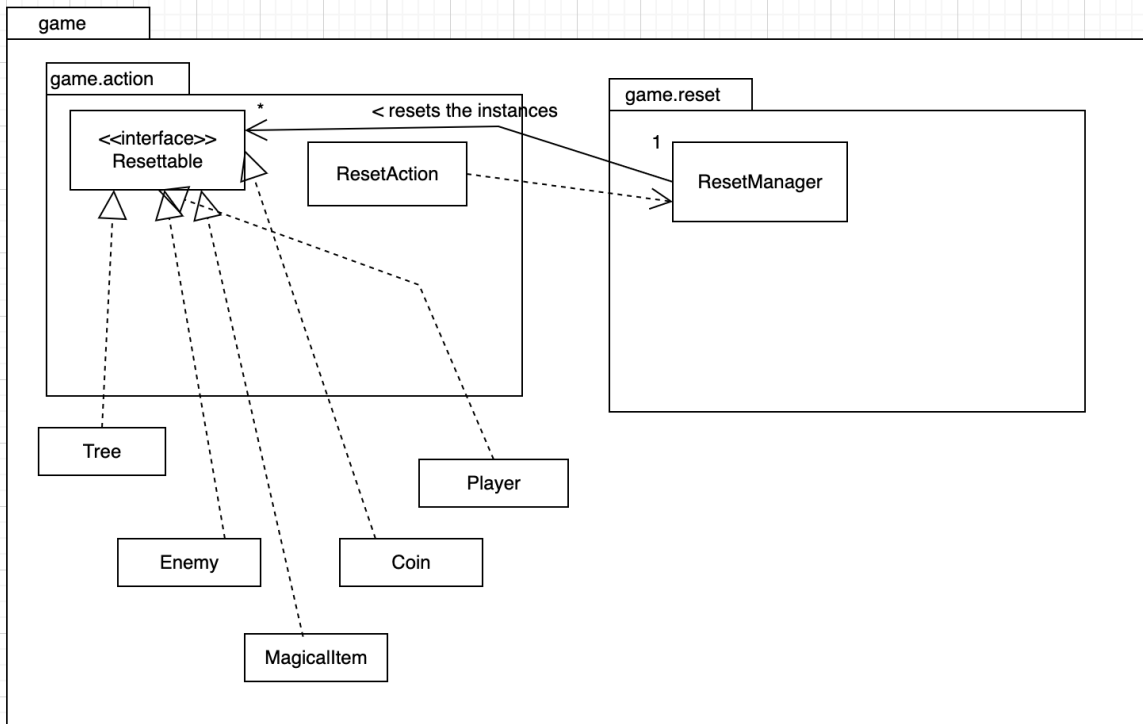 game
game.action
game.reset
*
< resets the instances
1
<<interface>>
Resettable
ResetAction
ResetManager
Tree
Player
Enemy
Coin
MagicalItem